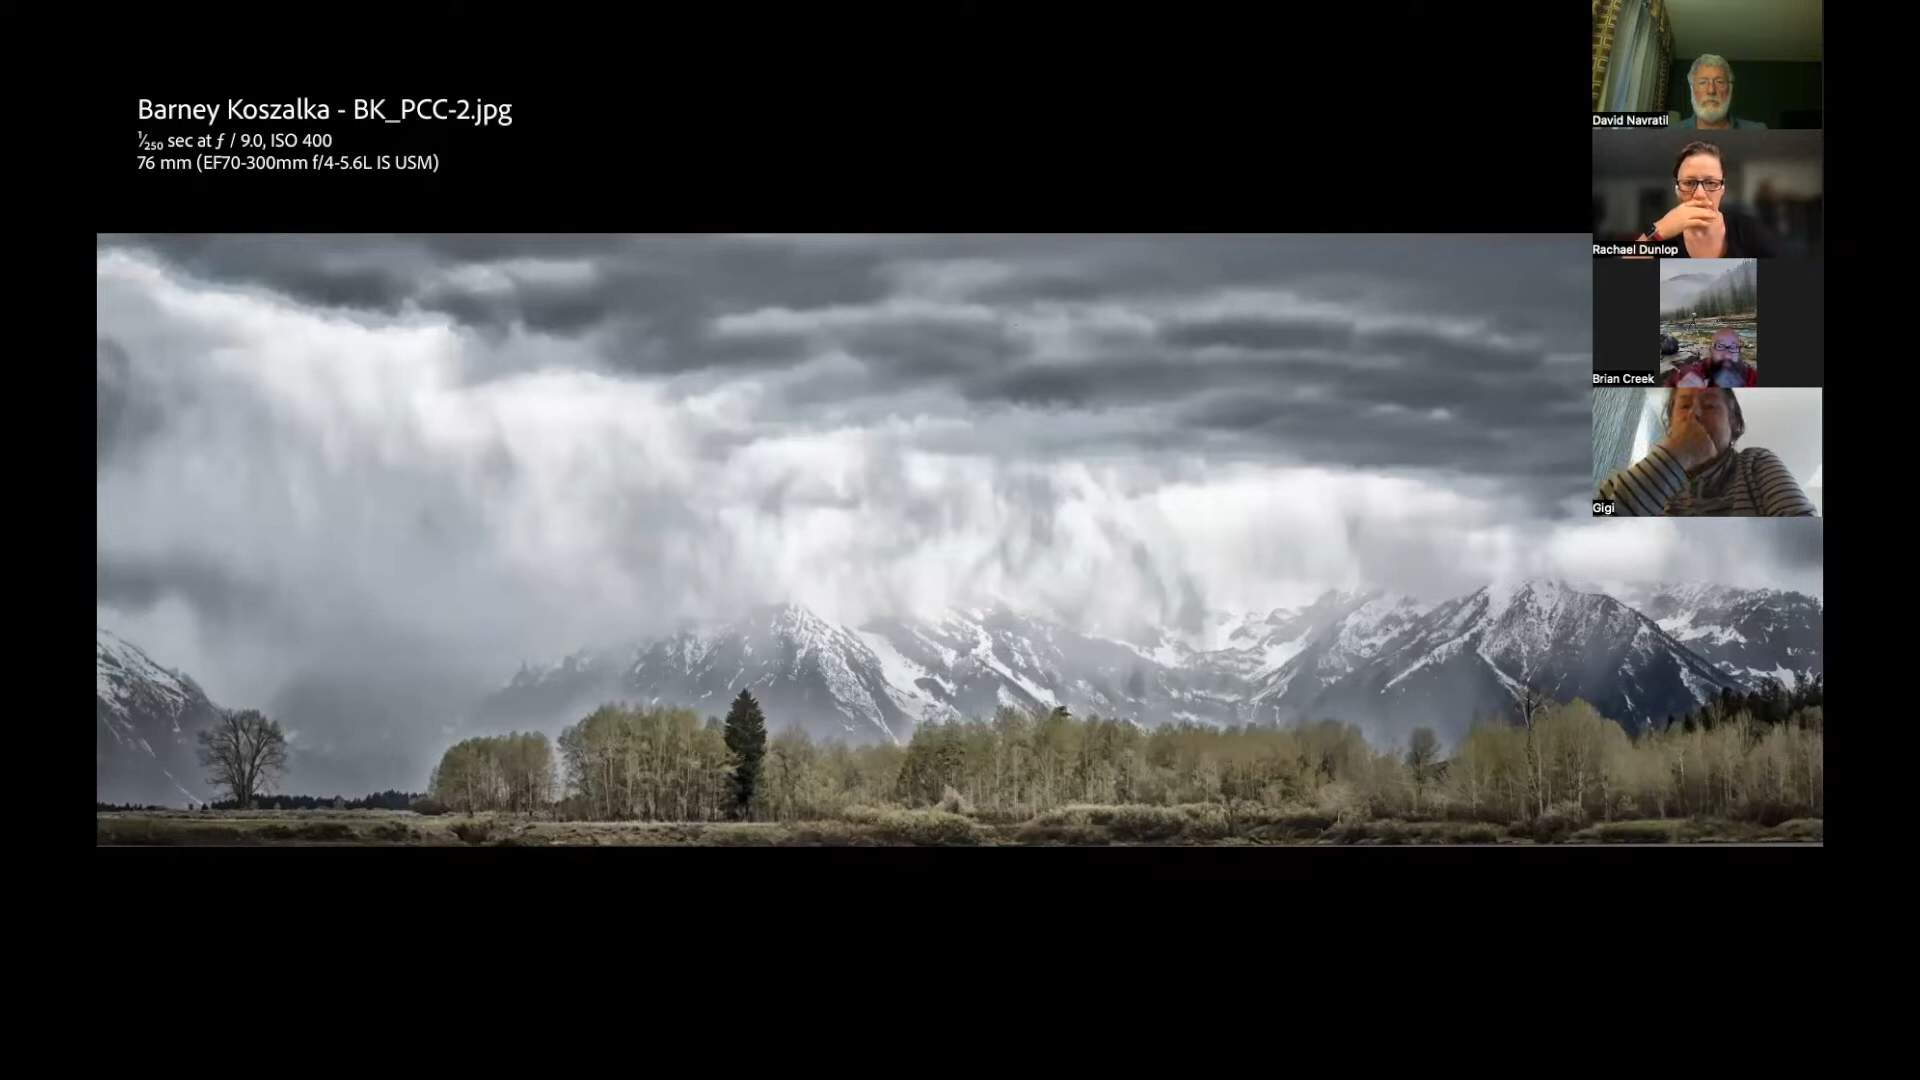 Barney Koszalka - BK_PCC-2.jpg
1/250 sec at ƒ / 9.0, ISO 400
76 mm (EF70-300mm f/4-5.6L IS USM)
David Navratil
Rachael Dunlop
Brian Creek
Gigi